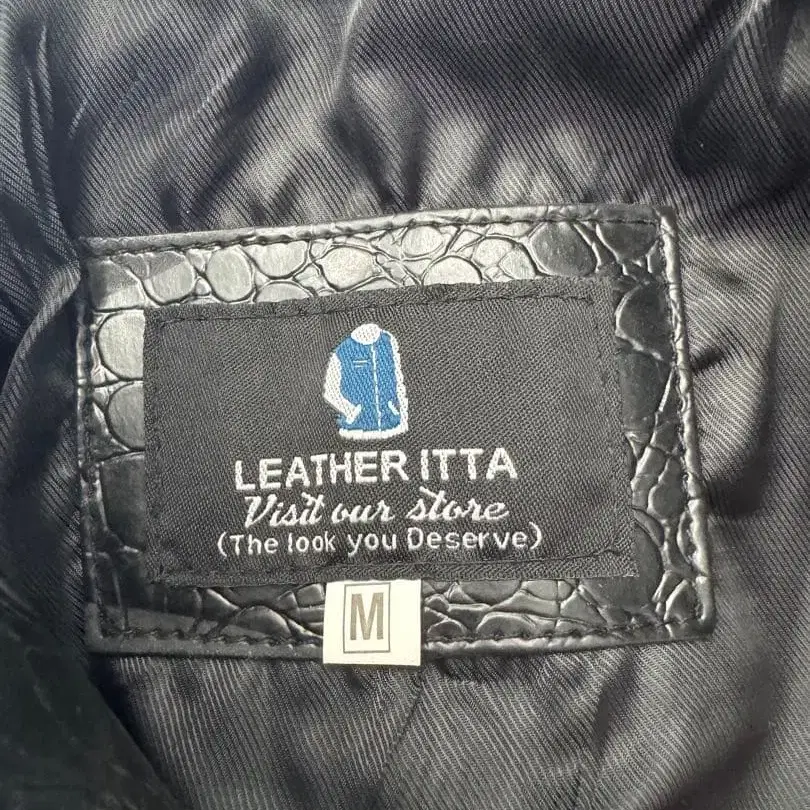 LEATHER ITTA
Visit our store
(The look you Deserve)
M